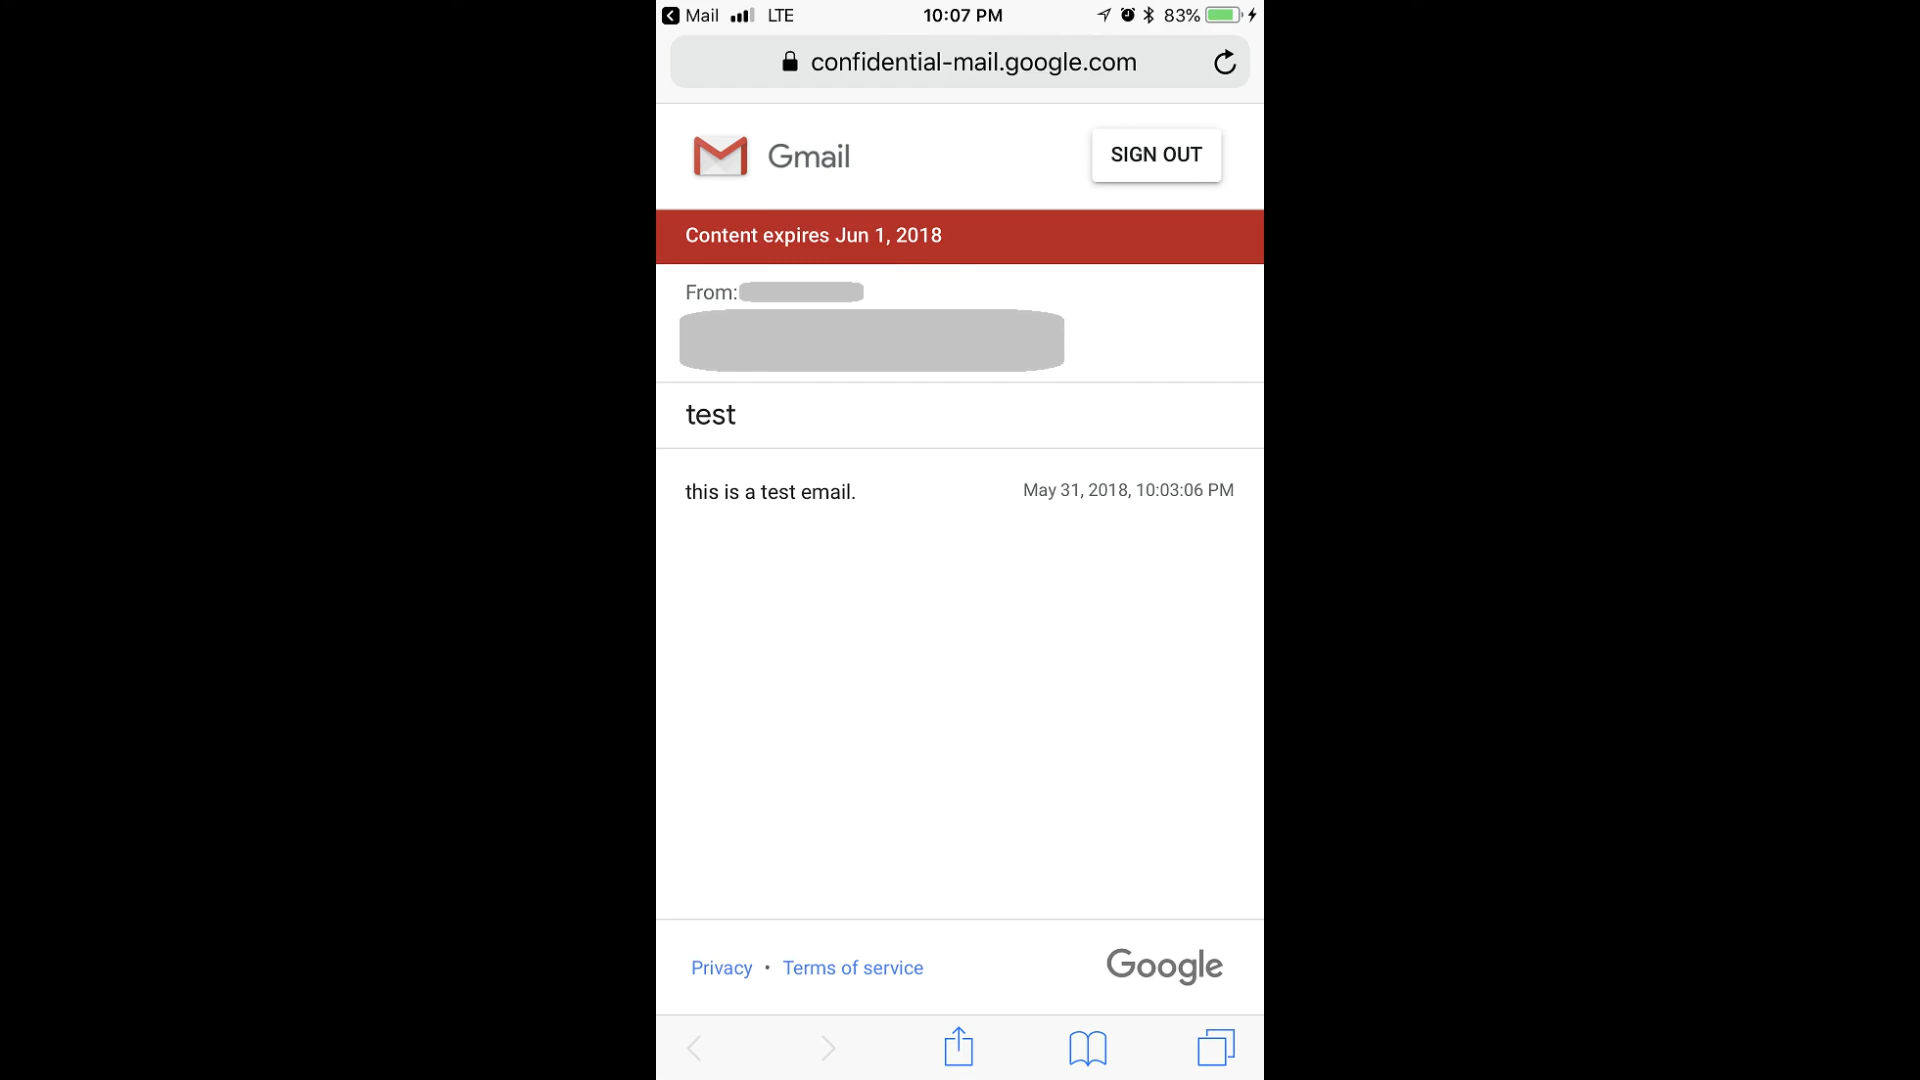 Mail LTE 10:07 PM 83%
confidential-mail.google.com
Gmail SIGN OUT
Content expires Jun 1, 2018
From:
test
this is a test email. May 31, 2018, 10:03:06 PM
Privacy • Terms of service Google